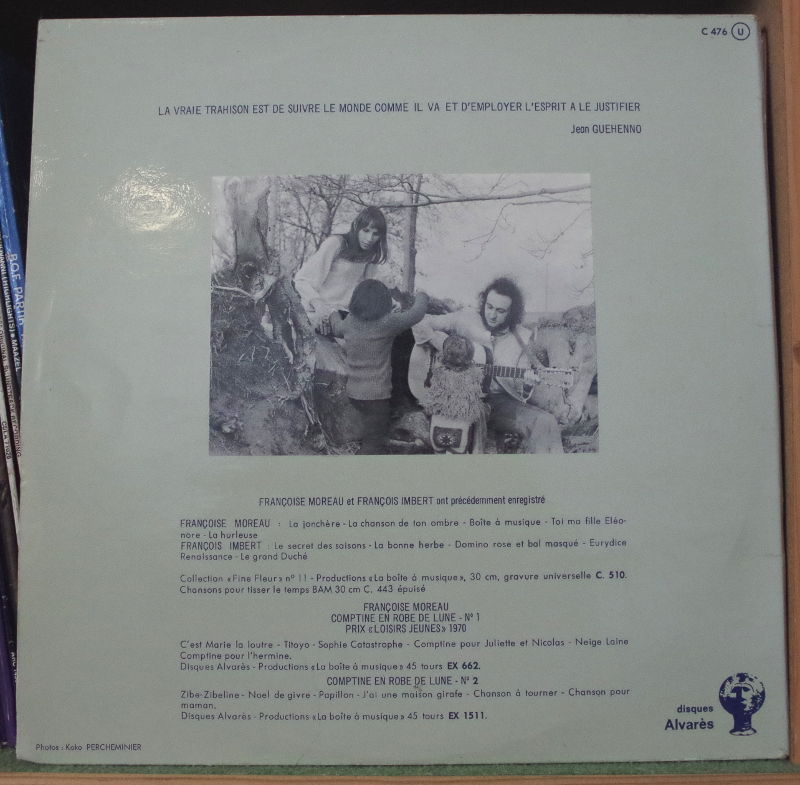 C 476 U
LA VRAIE TRAHISON EST DE SUIVRE LE MONDE COMME IL VA ET D'EMPLOYER L'ESPRIT A LE JUSTIFIER
Jean GUEHENNO
B.O.F. PARTIR
FRANÇOISE MOREAU et FRANÇOIS IMBERT ont précédemment enregistré
FRANÇOISE MOREAU : La jonchère - La chanson de ton ombre - Boîte à musique - Toi ma fille Eléo-
nore - La hurleuse
FRANÇOIS IMBERT : Le secret des saisons - La bonne herbe - Domino rose et bal masqué - Eurydice
Renaissance - Le grand Duché
Collection «Fine Fleur» nº 11 - Productions «La boîte à musique», 30 cm, gravure universelle C. 510.
Chansons pour tisser le temps BAM 30 cm C. 443 épuisé
FRANÇOISE MOREAU
COMPTINE EN ROBE DE LUNE - Nº 1
PRIX «LOISIRS JEUNES» 1970
C'est Marie la loutre - Titoyo - Sophie Catastrophe - Comptine pour Juliette et Nicolas - Neige Laine
Comptine pour l'hermine.
Disques Alvarès - Productions «La boîte à musique» 45 tours EX 662.
COMPTINE EN ROBE DE LUNE - Nº 2
Zibe-Zibeline - Noel de givre - Papillon - J'ai une maison girafe - Chanson à tourner - Chanson pour
maman.
Disques Alvarès - Productions «La boîte à musique» 45 tours EX 1511.
disques
Alvarès
Photos : Koko PERCHEMINIER